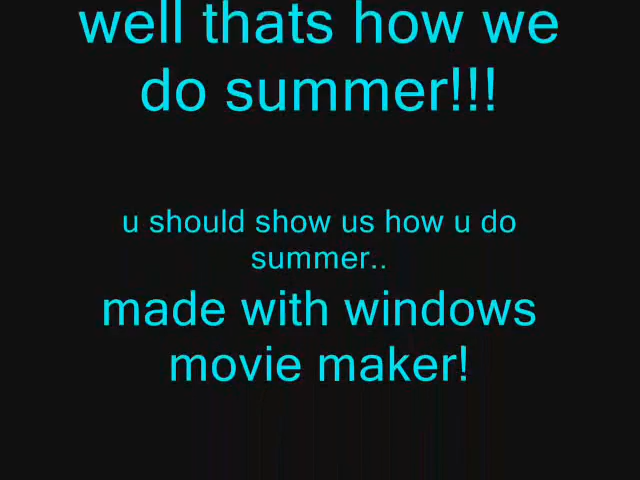 well thats how we
do summer!!!
u should show us how u do
summer..
made with windows
movie maker!